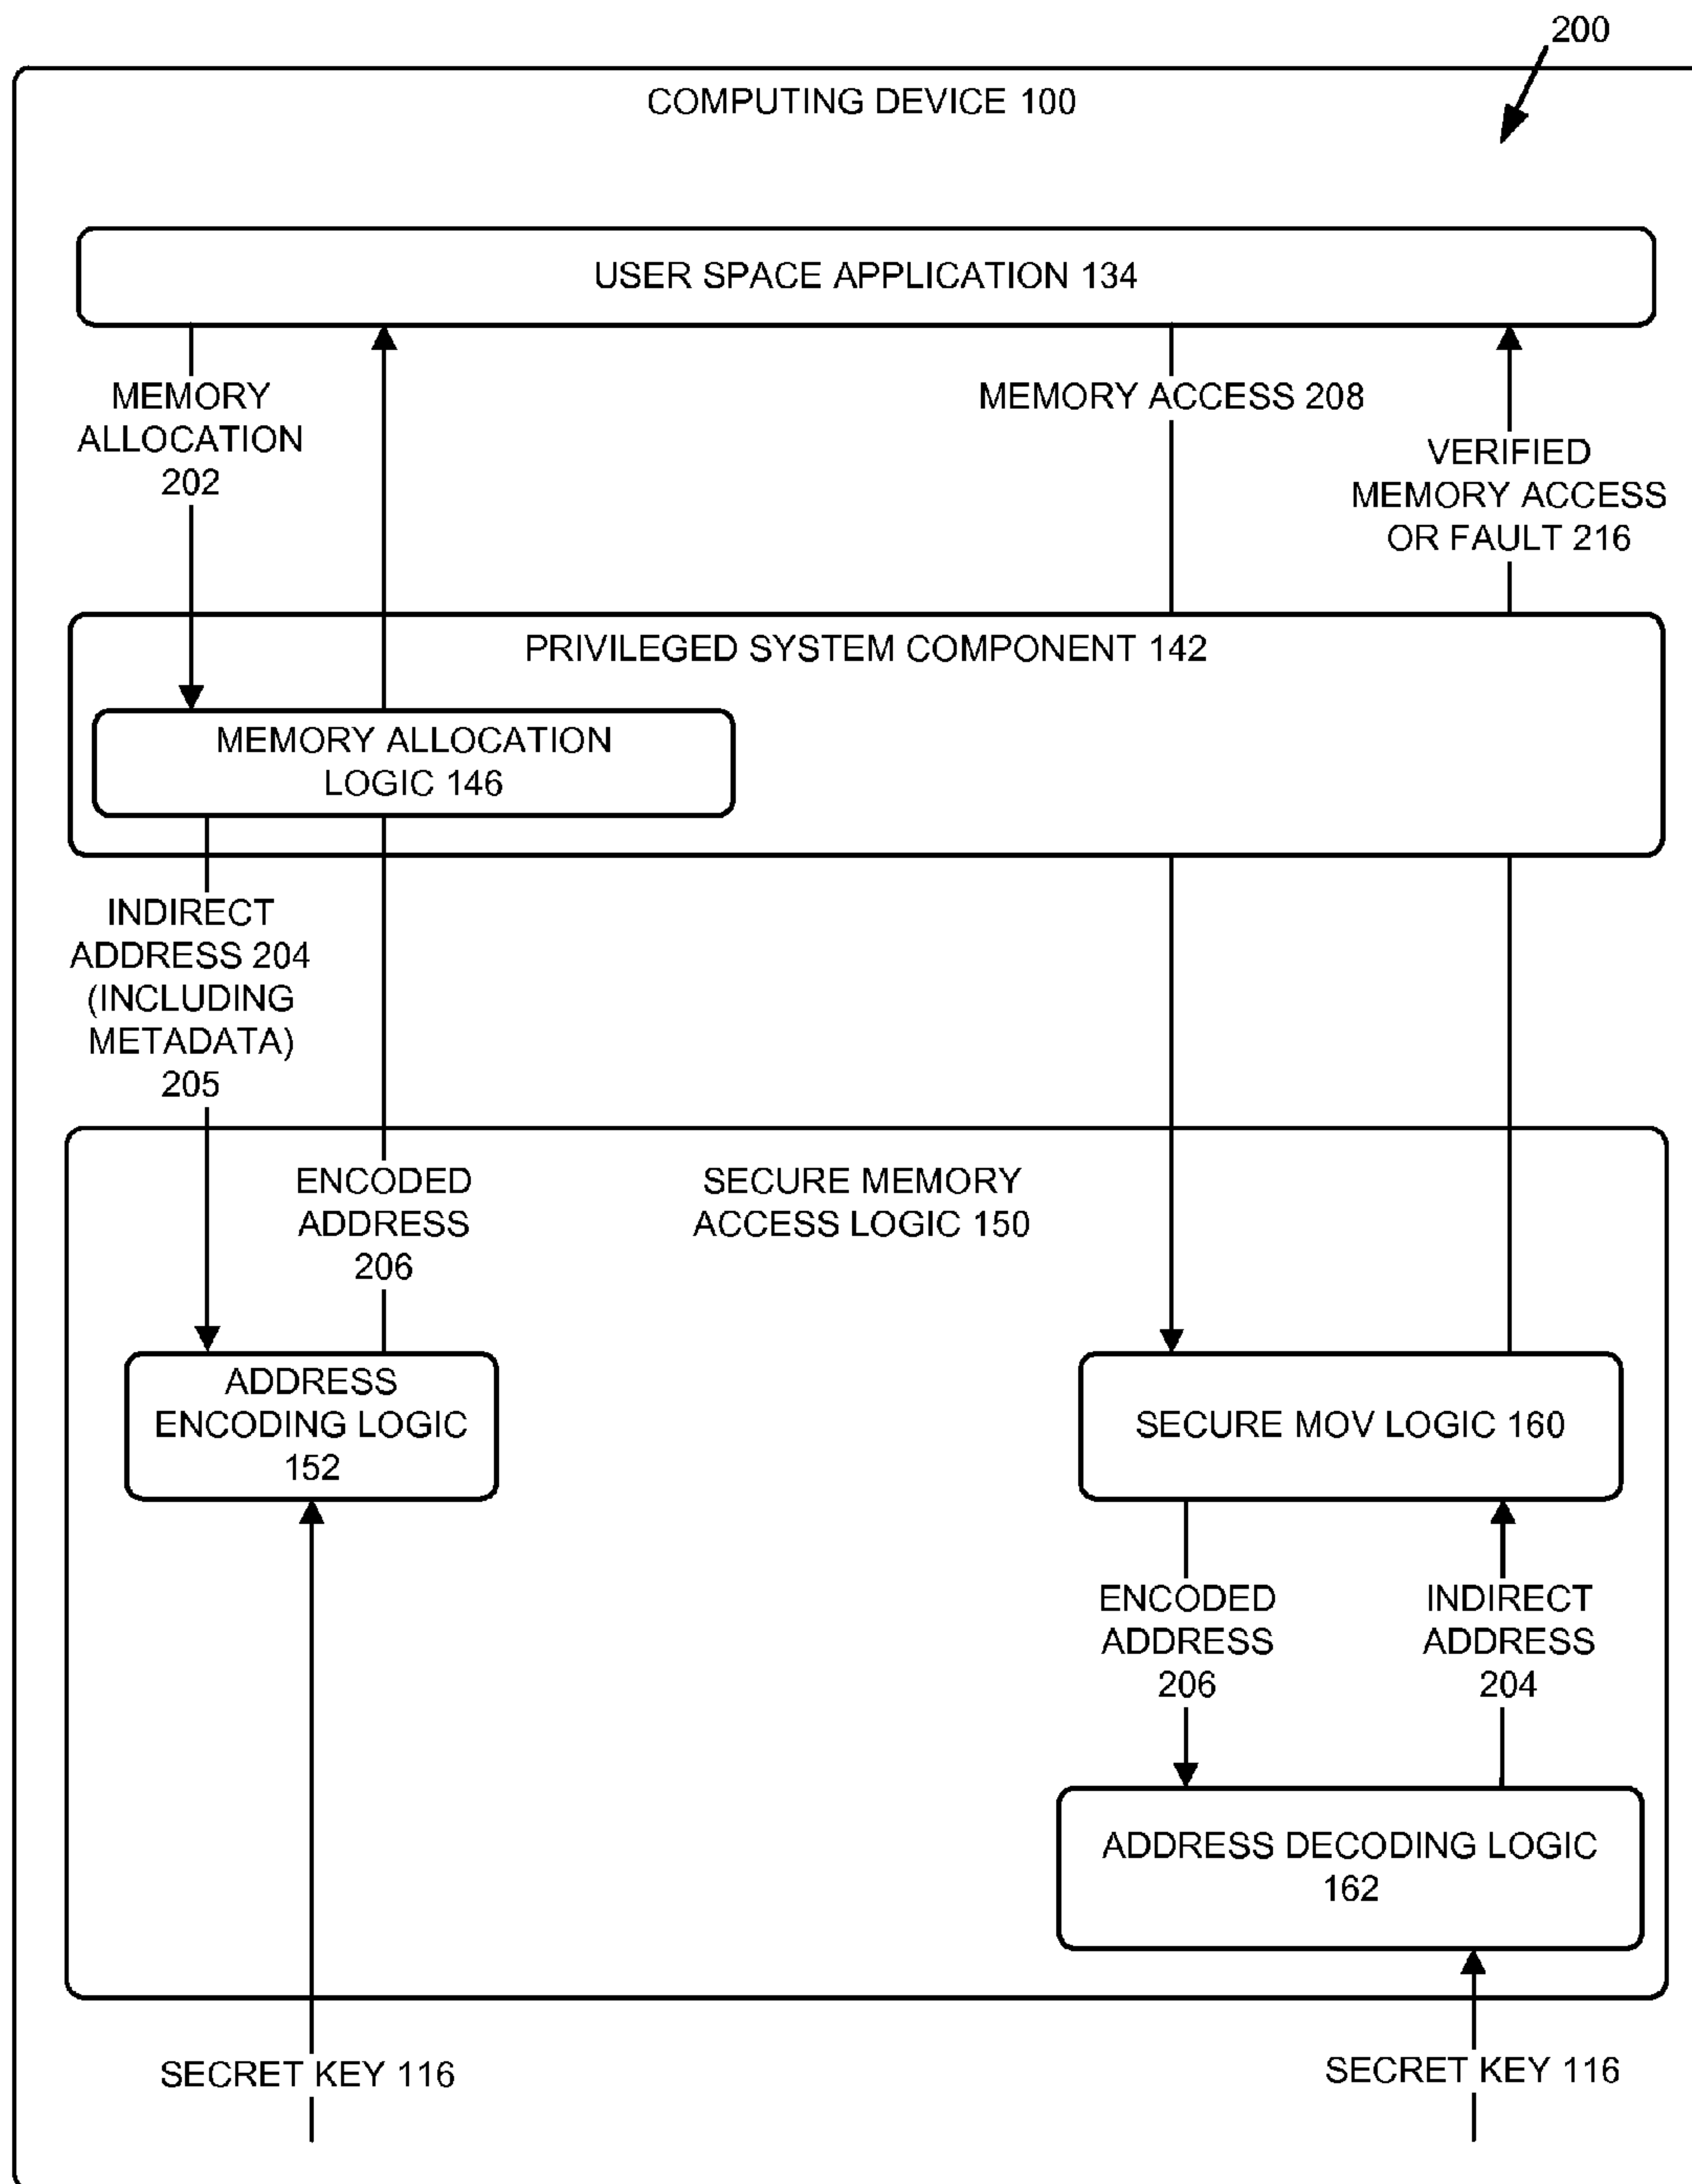 200
COMPUTING DEVICE 100
USER SPACE APPLICATION 134
MEMORY
ALLOCATION
202
MEMORY ACCESS 208
VERIFIED
MEMORY ACCESS
OR FAULT 216
PRIVILEGED SYSTEM COMPONENT 142
MEMORY ALLOCATION
LOGIC 146
INDIRECT
ADDRESS 204
(INCLUDING
METADATA)
205
ENCODED
ADDRESS
206
SECURE MEMORY
ACCESS LOGIC 150
ADDRESS
ENCODING LOGIC
152
SECURE MOV LOGIC 160
ENCODED
ADDRESS
206
INDIRECT
ADDRESS
204
ADDRESS DECODING LOGIC
162
SECRET KEY 116
SECRET KEY 116